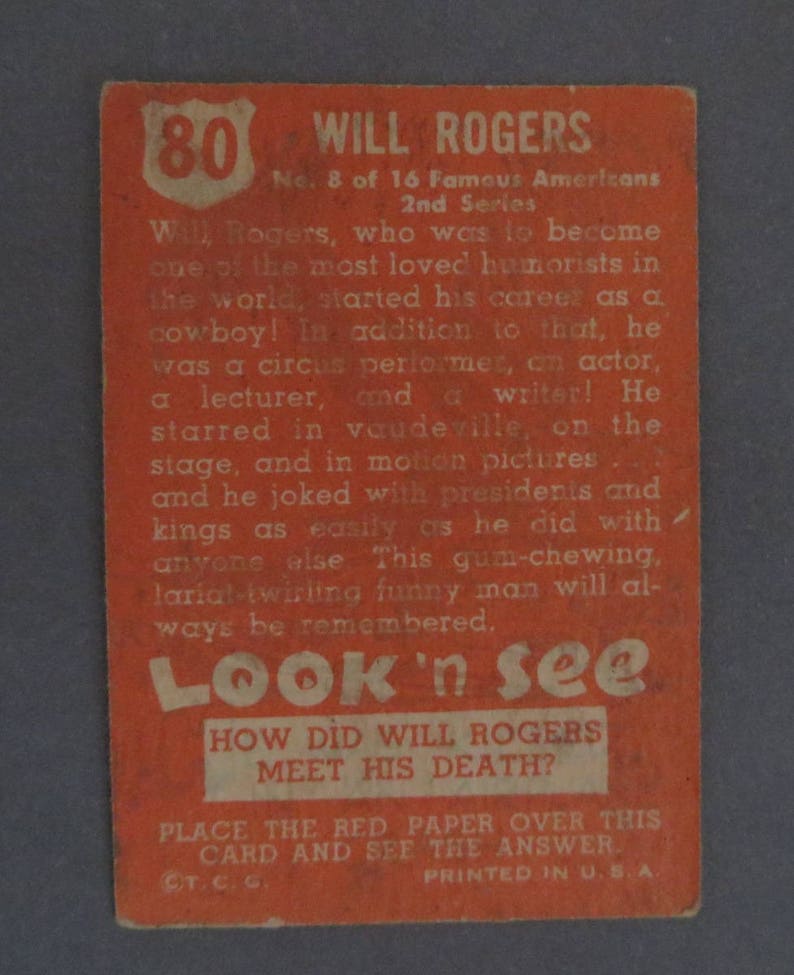 80
WILL ROGERS
No. 8 of 16 Famous Americans
2nd Series
Will Rogers, who was to become
one of the most loved humorists in
the world, started his career as a
cowboy! In addition to that, he
was a circus performer, an actor,
a lecturer, and a writer! He
starred in vaudeville, on the
stage, and in motion pictures . . .
and he joked with presidents and
kings as easily as he did with
anyone else This gum-chewing,
lariat-twirling funny man will al-
ways be remembered.
LOOK 'n SEE
HOW DID WILL ROGERS
MEET HIS DEATH?
PLACE THE RED PAPER OVER THIS
CARD AND SEE THE ANSWER.
©T. C. G. PRINTED IN U. S. A.